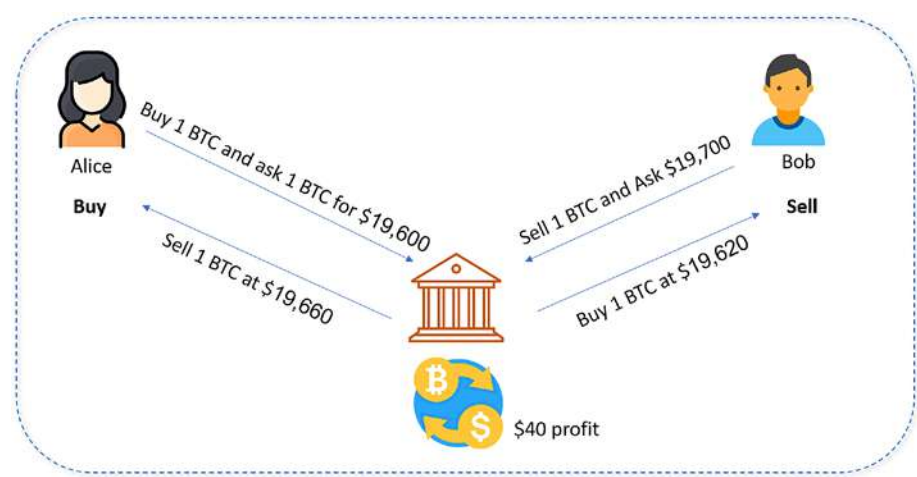 Alice
Buy
Buy 1 BTC and ask 1 BTC for $19,600
Sell 1 BTC at $19,660
Sell 1 BTC and Ask $19,700
Buy 1 BTC at $19,620
Bob
Sell
₿
$
$40 profit